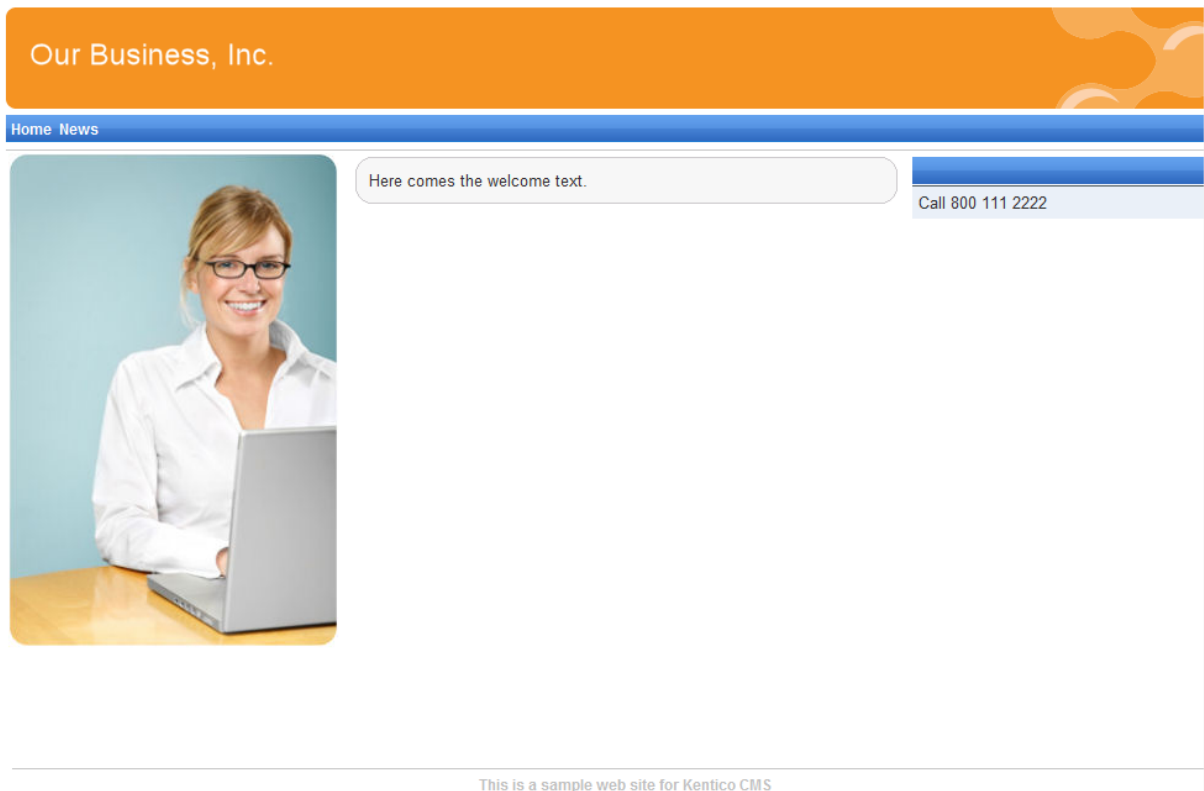 Our Business, Inc.
Home News
Here comes the welcome text.
Call 800 111 2222
This is a sample web site for Kentico CMS